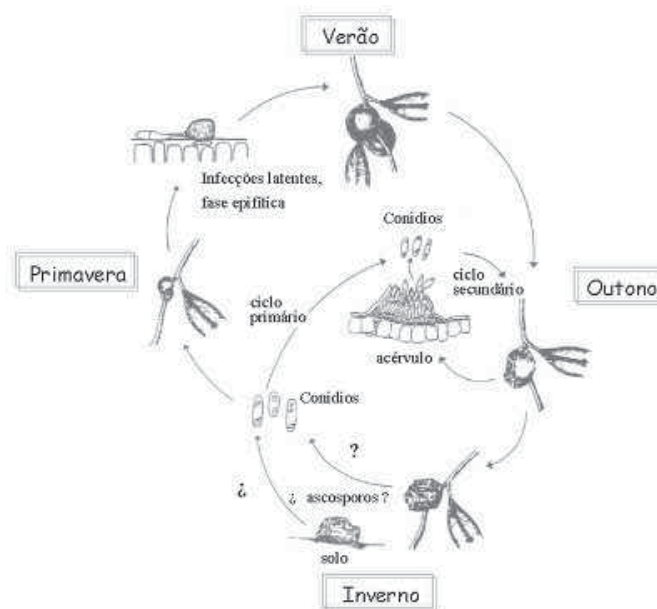 Verão
Infecções latentes,
fase epifítica
Conidios
Primavera
ciclo
primário
ciclo
secundário
Outono
acérvulo
Conidios
?
¿
¿ ascosporos ?
solo
Inverno